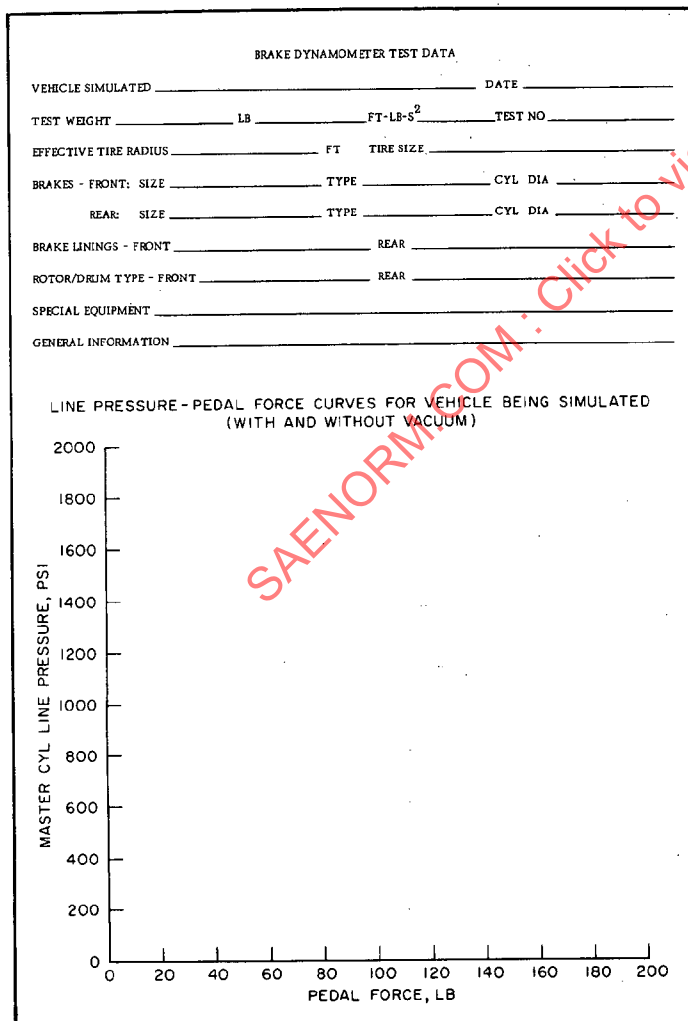 BRAKE DYNAMOMETER TEST DATA
VEHICLE SIMULATED DATE
TEST WEIGHT LB FT-LB-S² TEST NO
EFFECTIVE TIRE RADIUS FT TIRE SIZE
BRAKES - FRONT: SIZE TYPE CYL DIA
REAR: SIZE TYPE CYL DIA
BRAKE LININGS - FRONT REAR
ROTOR/DRUM TYPE - FRONT REAR
SPECIAL EQUIPMENT
GENERAL INFORMATION
LINE PRESSURE-PEDAL FORCE CURVES FOR VEHICLE BEING SIMULATED
(WITH AND WITHOUT VACUUM)
MASTER CYL LINE PRESSURE, PSI
2000
1800
1600
1400
1200
1000
800
600
400
200
0
0 20 40 60 80 100 120 140 160 180 200
PEDAL FORCE, LB
SAENORM.COM : Click to vi